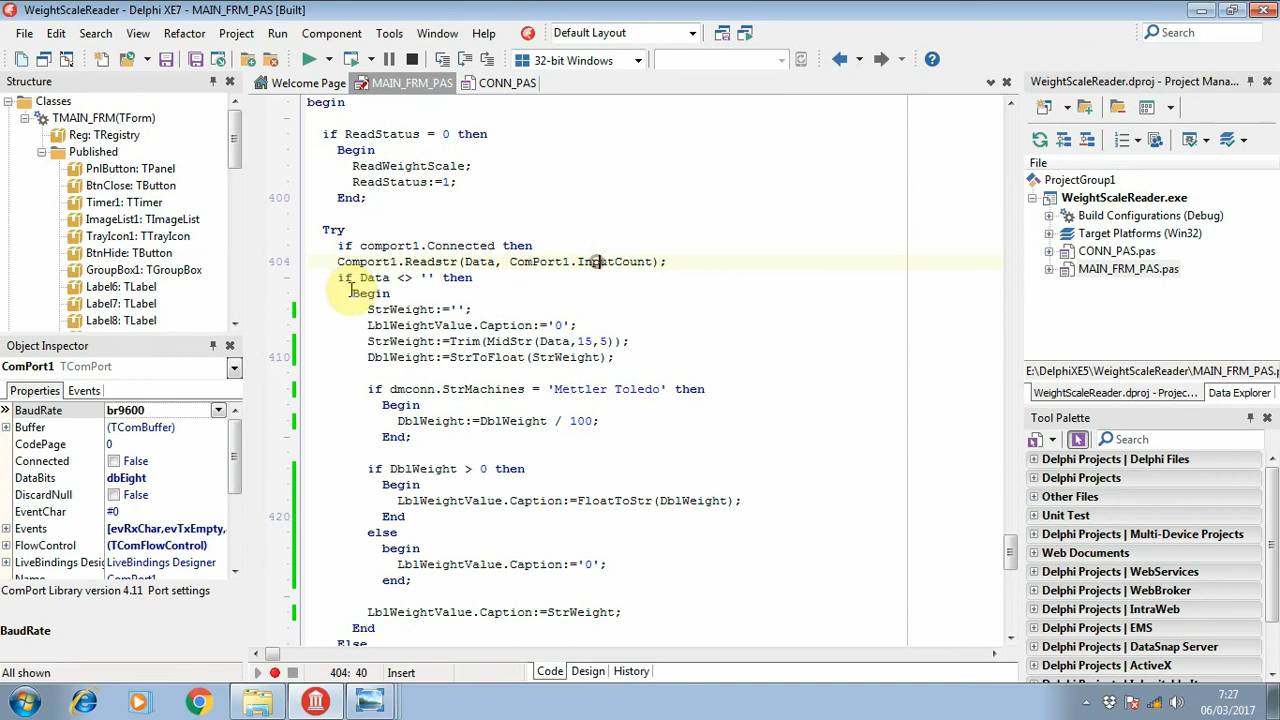 WeightScaleReader - Delphi XE7 - MAIN_FRM_PAS [Built]
File Edit Search View Refactor Project Run Component Tools Window Help Default Layout Search
32-bit Windows
Structure
Classes
TMAIN_FRM(TForm)
Reg: TRegistry
Published
PnlButton: TPanel
BtnClose: TButton
Timer1: TTimer
ImageList1: TImageList
TrayIcon1: TTrayIcon
BtnHide: TButton
GroupBox1: TGroupBox
Label6: TLabel
Label7: TLabel
Label8: TLabel
Object Inspector
ComPort1 TComPort
Properties Events
BaudRate br9600
Buffer (TComBuffer)
CodePage 0
Connected False
DataBits dbEight
DiscardNull False
EventChar #0
Events [evRxChar,evTxEmpty,
FlowControl (TComFlowControl)
LiveBindings Desig LiveBindings Designer
ComPort Library version 4.11 Port settings
BaudRate
All shown
Welcome Page MAIN_FRM_PAS CONN_PAS
begin
if ReadStatus = 0 then
Begin
ReadWeightScale;
ReadStatus:=1;
400 End;
Try
if comport1.Connected then
404 Comport1.Readstr(Data, ComPort1.InputCount);
if Data <> '' then
Begin
StrWeight:='';
LblWeightValue.Caption:='0';
StrWeight:=Trim(MidStr(Data,15,5));
410 DblWeight:=StrToFloat(StrWeight);
if dmconn.StrMachines = 'Mettler Toledo' then
Begin
DblWeight:=DblWeight / 100;
End;
if DblWeight > 0 then
Begin
LblWeightValue.Caption:=FloatToStr(DblWeight);
420 End
else
begin
LblWeightValue.Caption:='0';
end;
LblWeightValue.Caption:=StrWeight;
End
Else
404: 40 Insert Code Design History
WeightScaleReader.dproj - Project Mana...
File
ProjectGroup1
WeightScaleReader.exe
Build Configurations (Debug)
Target Platforms (Win32)
CONN_PAS.pas
MAIN_FRM_PAS.pas
E:\DelphiXE5\WeightScaleReader\MAIN_FRM_PAS.p
WeightScaleReader.dproj - Projec... Data Explorer
Tool Palette
Search
Delphi Projects | Delphi Files
Delphi Projects
Other Files
Unit Test
Delphi Projects | Multi-Device Projects
Web Documents
Delphi Projects | WebServices
Delphi Projects | WebBroker
Delphi Projects | IntraWeb
Delphi Projects | EMS
Delphi Projects | DataSnap Server
Delphi Projects | ActiveX
7:27
06/03/2017